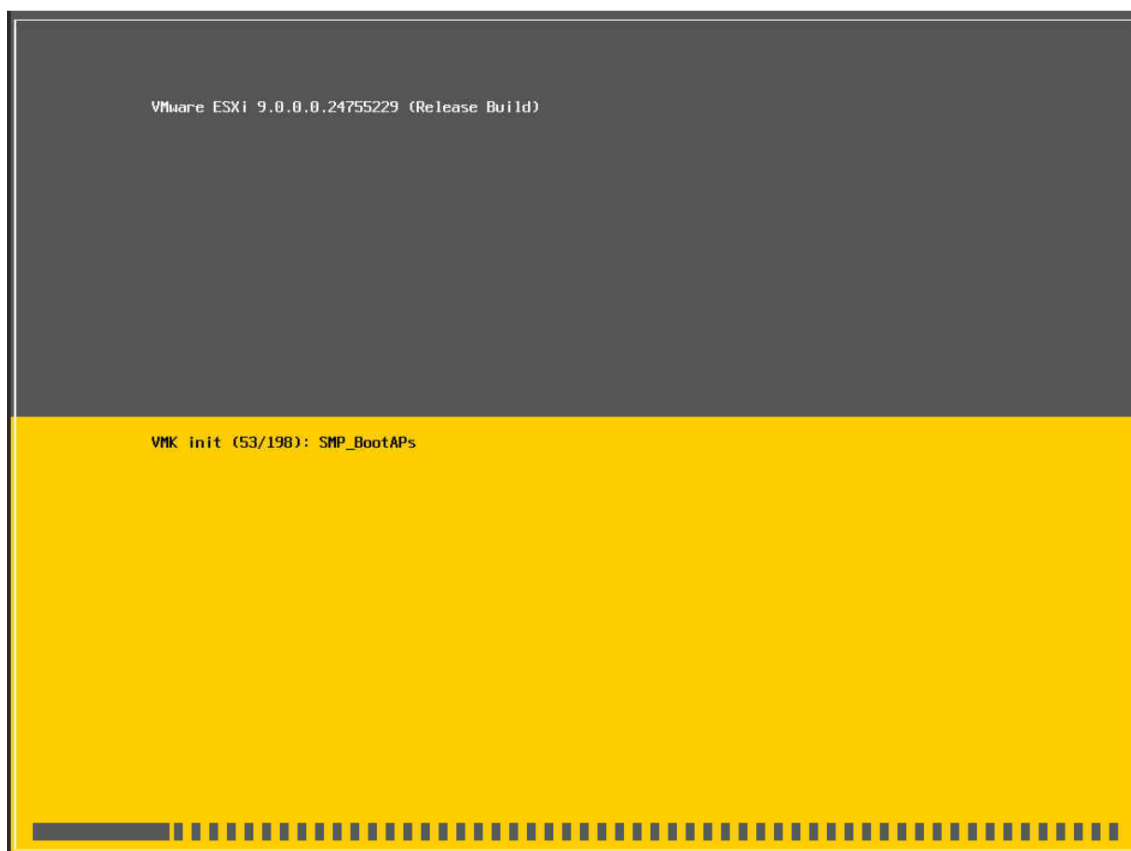 VMware ESXi 9.0.0.0.24755229 (Release Build)
VMK init (53/198): SMP_BootAPs